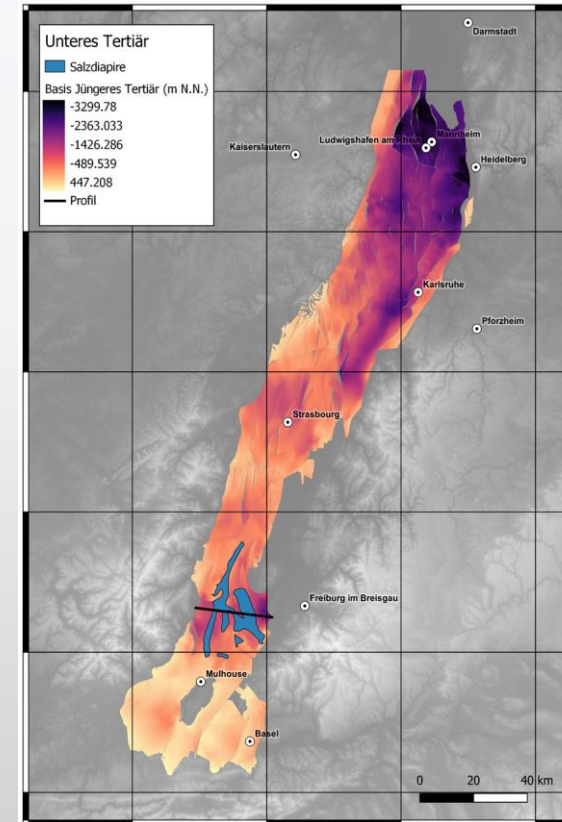 Unteres Tertiär
Salzdiapire
Basis Jüngeres Tertiär (m N.N.)
-3299.78
-2363.033
-1426.286
-489.539
447.208
Profil
Darmstadt
Mannheim
Ludwigshafen am Rhein
Kaiserslautern
Heidelberg
Karlsruhe
Pforzheim
Strasbourg
Freiburg im Breisgau
Mulhouse
Basel
0 20 40 km